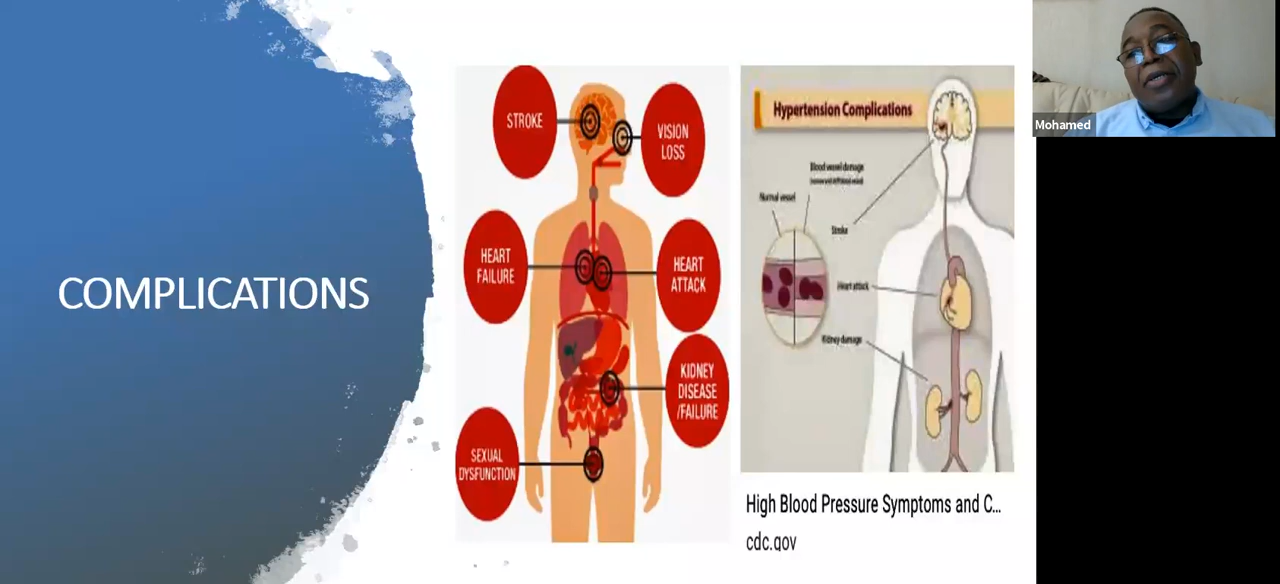 COMPLICATIONS
STROKE
VISION
LOSS
HEART
FAILURE
HEART
ATTACK
KIDNEY
DISEASE
/FAILURE
SEXUAL
DYSFUNCTION
Hypertension Complications
Blood vessel damage
Normal vessel
Stroke
Heart attack
Kidney damage
High Blood Pressure Symptoms and C...
cdc.gov
Mohamed